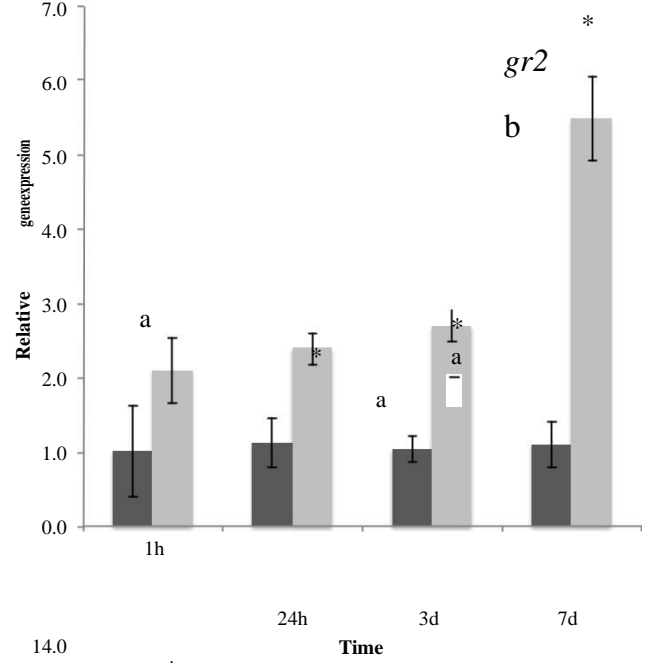 7.0
*
gr2
6.0
b
5.0
geneexpression
4.0
Relative
3.0
a
*
*
a
2.0
a
1.0
0.0
1h
24h 3d 7d
Time
14.0